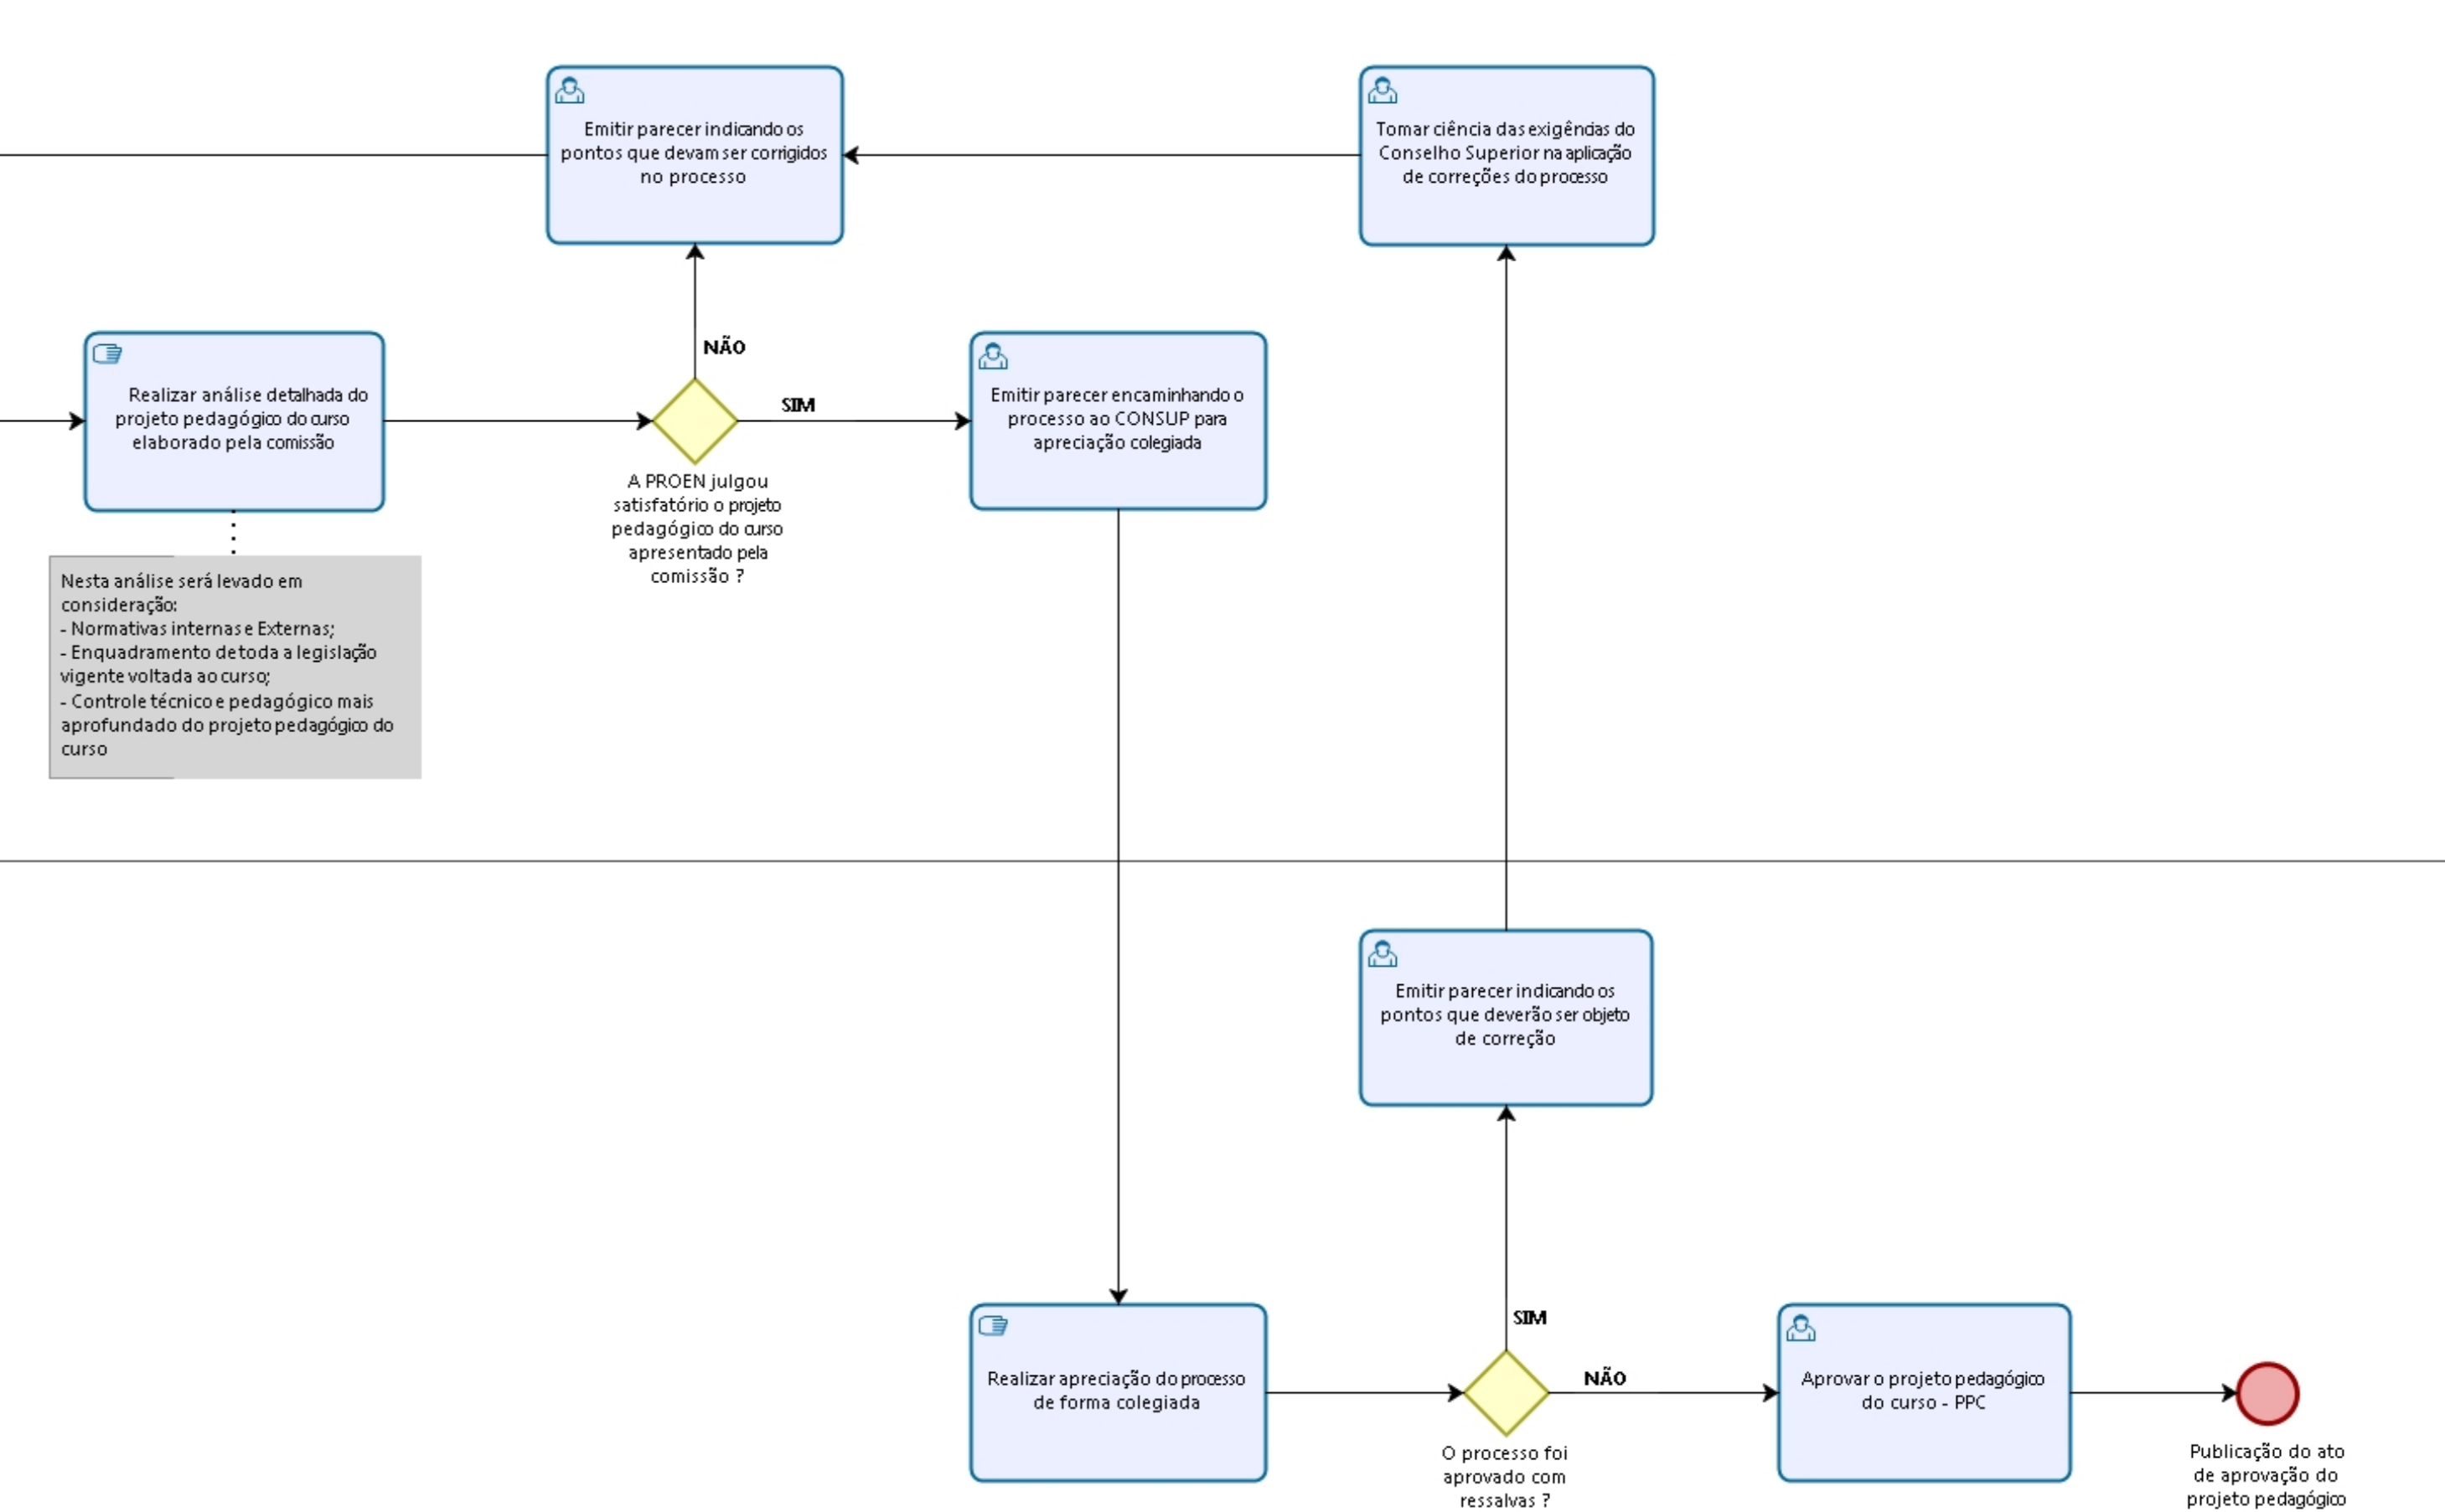 Emitir parecer indicando os
pontos que devam ser corrigidos
no processo
Tomar ciência das exigências do
Conselho Superior na aplicação
de correções do processo
NÃO
Realizar análise detalhada do
projeto pedagógico do curso
elaborado pela comissão
SIM
Emitir parecer encaminhando o
processo ao CONSUP para
apreciação colegiada
A PROEN julgou
satisfatório o projeto
pedagógico do curso
apresentado pela
comissão ?
Nesta análise será levado em
consideração:
- Normativas internas e Externas;
- Enquadramento de toda a legislação
vigente voltada ao curso;
- Controle técnico e pedagógico mais
aprofundado do projeto pedagógico do
curso
Emitir parecer indicando os
pontos que deverão ser objeto
de correção
SIM
Realizar apreciação do processo
de forma colegiada
NÃO
Aprovar o projeto pedagógico
do curso - PPC
O processo foi
aprovado com
ressalvas ?
Publicação do ato
de aprovação do
projeto pedagógico